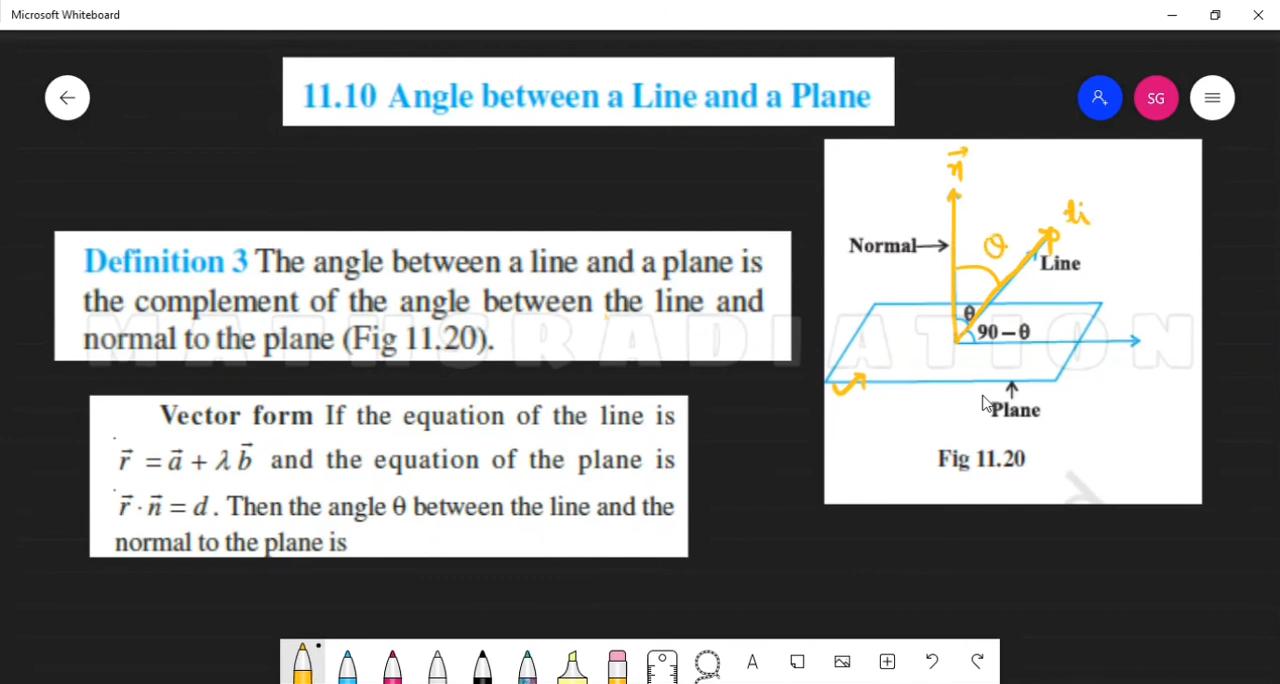 Microsoft Whiteboard
11.10 Angle between a Line and a Plane
SG
Definition 3 The angle between a line and a plane is
the complement of the angle between the line and
normal to the plane (Fig 11.20).
MATHSRADIATION
Vector form If the equation of the line is
r⃗ = a⃗ + λ b⃗ and the equation of the plane is
r⃗ · n⃗ = d. Then the angle θ between the line and the
normal to the plane is
n⃗
Normal
θ
Line
θ
90 – θ
Plane
Fig 11.20
A